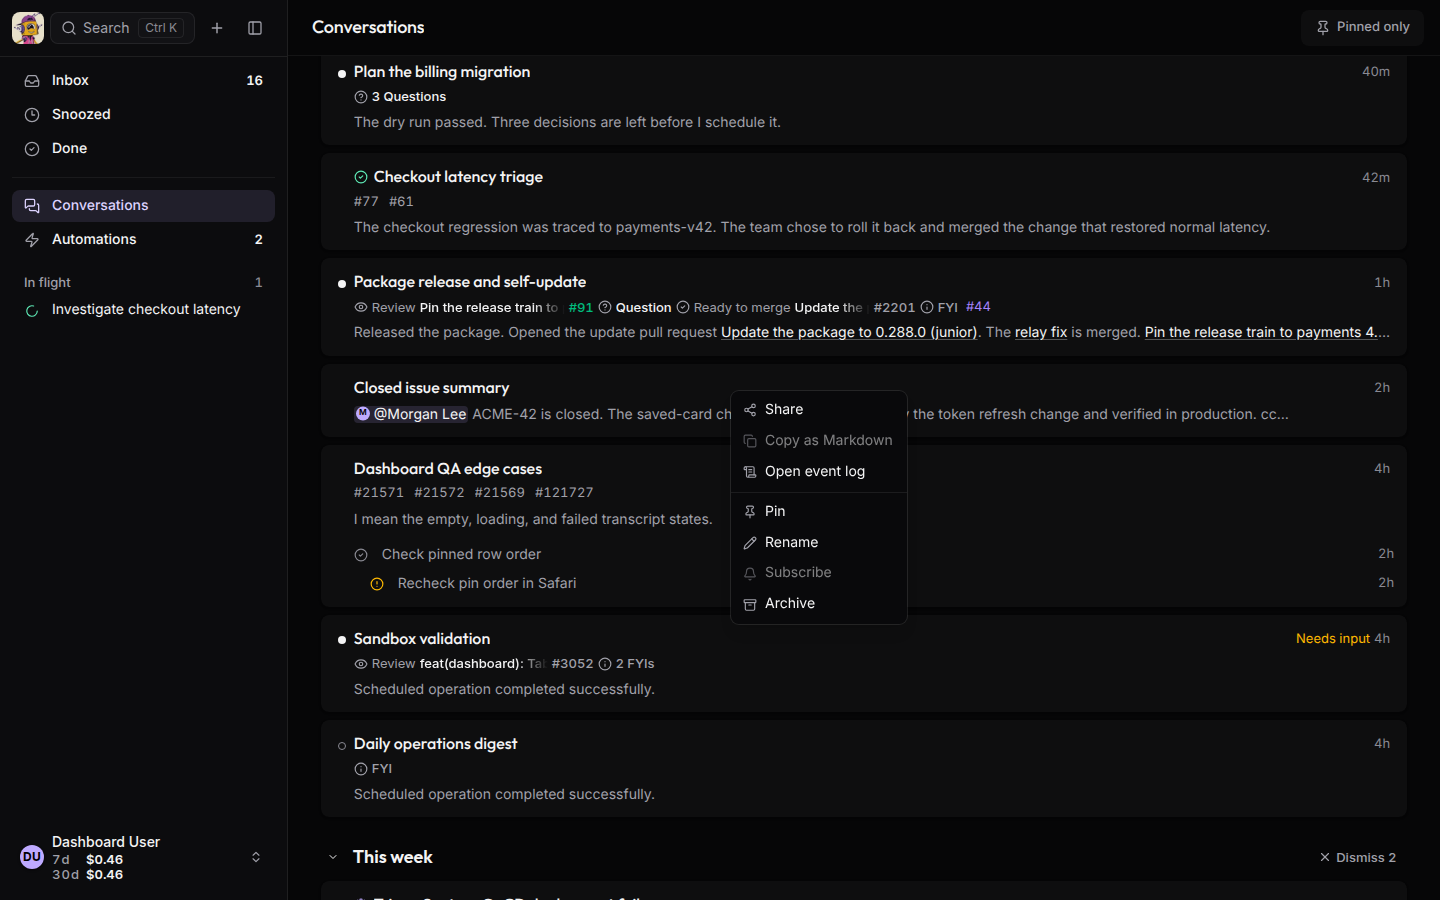 Search Ctrl K
Conversations
Pinned only
Inbox 16
Snoozed
Done
Conversations
Automations 2
In flight 1
Investigate checkout latency
Dashboard User
DU
7d $0.46
30d $0.46
Plan the billing migration 40m
3 Questions
The dry run passed. Three decisions are left before I schedule it.
Checkout latency triage 42m
#77 #61
The checkout regression was traced to payments-v42. The team chose to roll it back and merged the change that restored normal latency.
Package release and self-update 1h
Review Pin the release train to #91 Question Ready to merge Update the #2201 FYI #44
Released the package. Opened the update pull request Update the package to 0.288.0 (junior). The relay fix is merged. Pin the release train to payments 4....
Closed issue summary 2h
M @Morgan Lee ACME-42 is closed. The saved-card ch the token refresh change and verified in production. cc...
Share
Copy as Markdown
Open event log
Pin
Rename
Subscribe
Archive
Dashboard QA edge cases 4h
#21571 #21572 #21569 #121727
I mean the empty, loading, and failed transcript states.
Check pinned row order 2h
Recheck pin order in Safari 2h
Sandbox validation Needs input 4h
Review feat(dashboard): Tal #3052 2 FYIs
Scheduled operation completed successfully.
Daily operations digest 4h
FYI
Scheduled operation completed successfully.
This week Dismiss 2